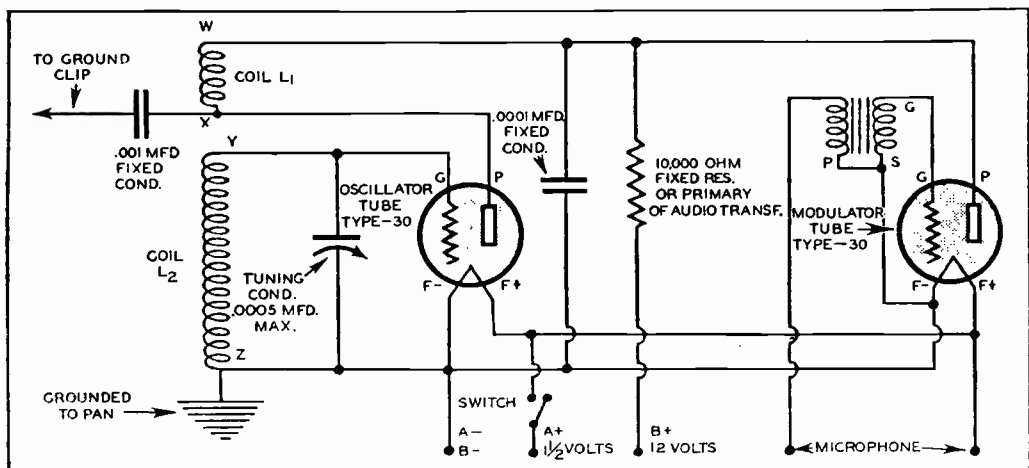 W
TO GROUND
CLIP
COIL L1
X
.001 MFD
FIXED
COND.
Y
.0001 MFD.
FIXED
COND.
10,000 OHM
FIXED RES.
OR PRIMARY
OF AUDIO TRANSF.
P
S
G
G
P
OSCILLATOR
TUBE
TYPE-30
G
P
MODULATOR
TUBE
TYPE-30
COIL
L2
TUNING
COND.
.0005 MFD.
MAX.
F-
F+
F-
F+
Z
GROUNDED
TO PAN
SWITCH
A-
B-
A+
1 1/2 VOLTS
B+
12 VOLTS
MICROPHONE